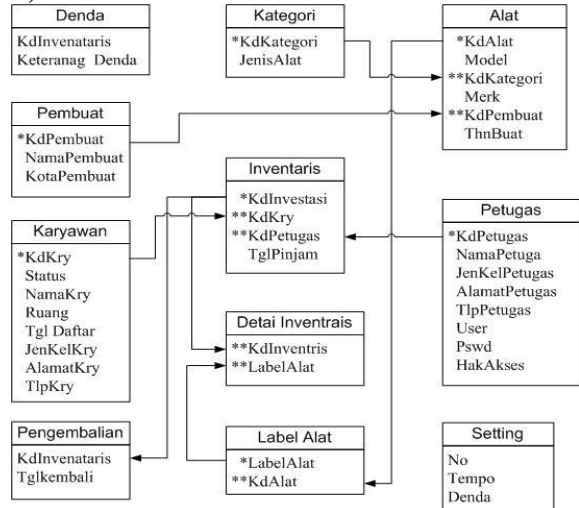 Denda
KdInvenataris
Keteranag Denda
Kategori
*KdKategori
JenisAlat
Alat
*KdAlat
Model
**KdKategori
Merk
**KdPembuat
ThnBuat
Pembuat
*KdPembuat
NamaPembuat
KotaPembuat
Inventaris
*KdInvestasi
**KdKry
**KdPetugas
TglPinjam
Karyawan
*KdKry
Status
NamaKry
Ruang
Tgl Daftar
JenKelKry
AlamatKry
TlpKry
Petugas
*KdPetugas
NamaPetuga
JenKelPetugas
AlamatPetugas
TlpPetugas
User
Pswd
HakAkses
Detai Inventrais
**KdInventris
**LabelAlat
Pengembalian
KdInvenataris
Tglkembali
Label Alat
*LabelAlat
**KdAlat
Setting
No
Tempo
Denda